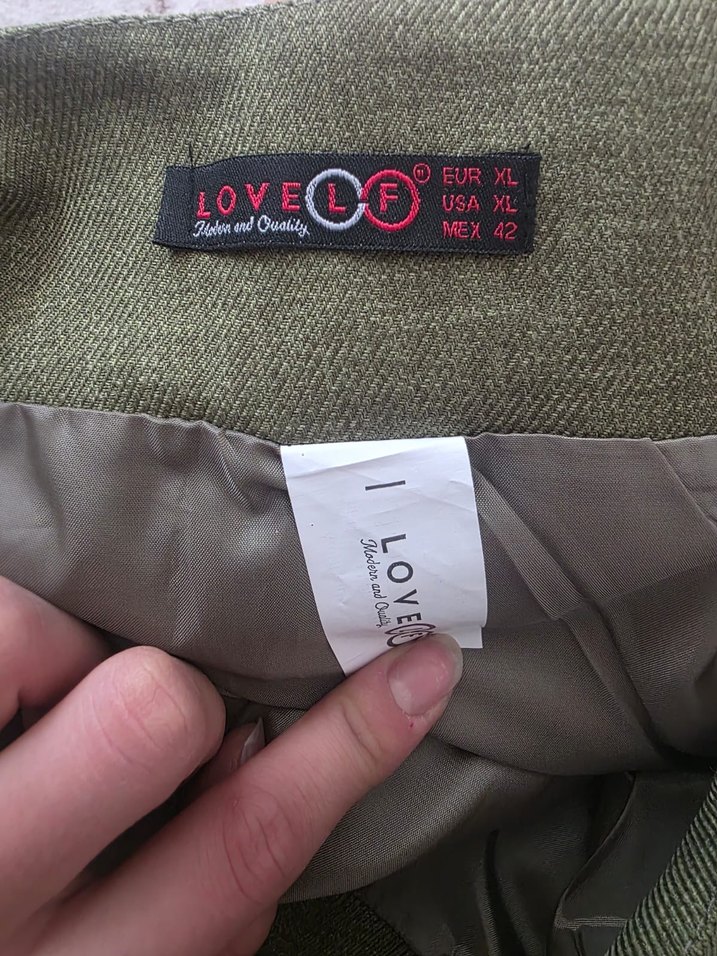 LOVE LF
Modern and Quality
EUR XL
USA XL
MEX 42
I LOVE
Modern and Quality